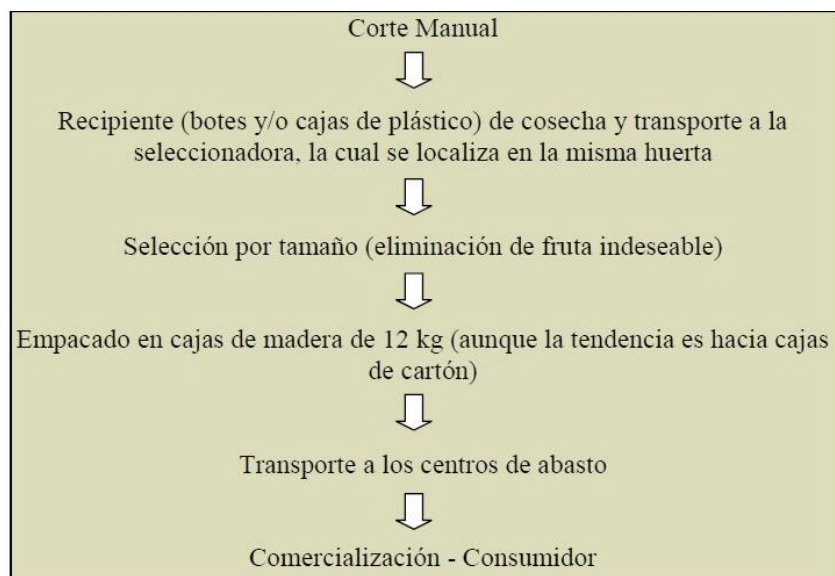 Corte Manual
Recipiente (botes y/o cajas de plástico) de cosecha y transporte a la
seleccionadora, la cual se localiza en la misma huerta
Selección por tamaño (eliminación de fruta indeseable)
Empacado en cajas de madera de 12 kg (aunque la tendencia es hacia cajas
de cartón)
Transporte a los centros de abasto
Comercialización - Consumidor